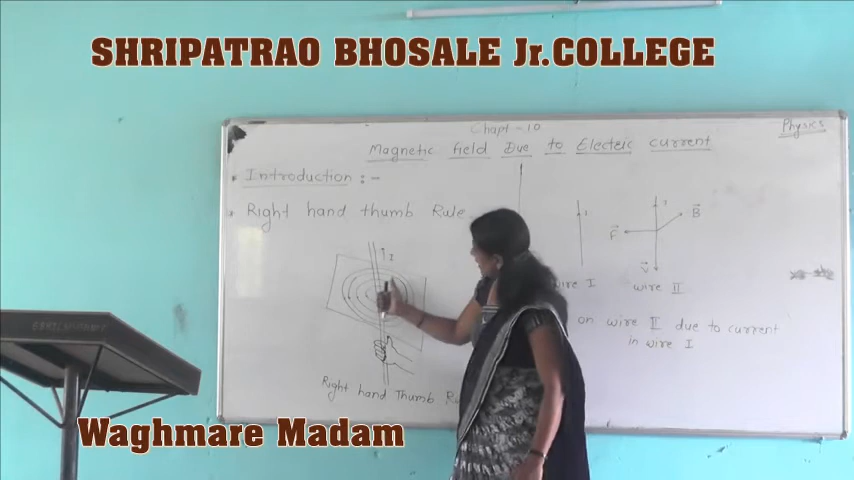 SHRIPATRAO BHOSALE Jr.COLLEGE
Chapt - 10
Physics
Magnetic field Due to Electric current
* Introduction :-
* Right hand thumb Rule
I
I
I
B
F
V
wire I
wire II
on wire II due to current
in wire I
Right hand Thumb
Waghmare Madam